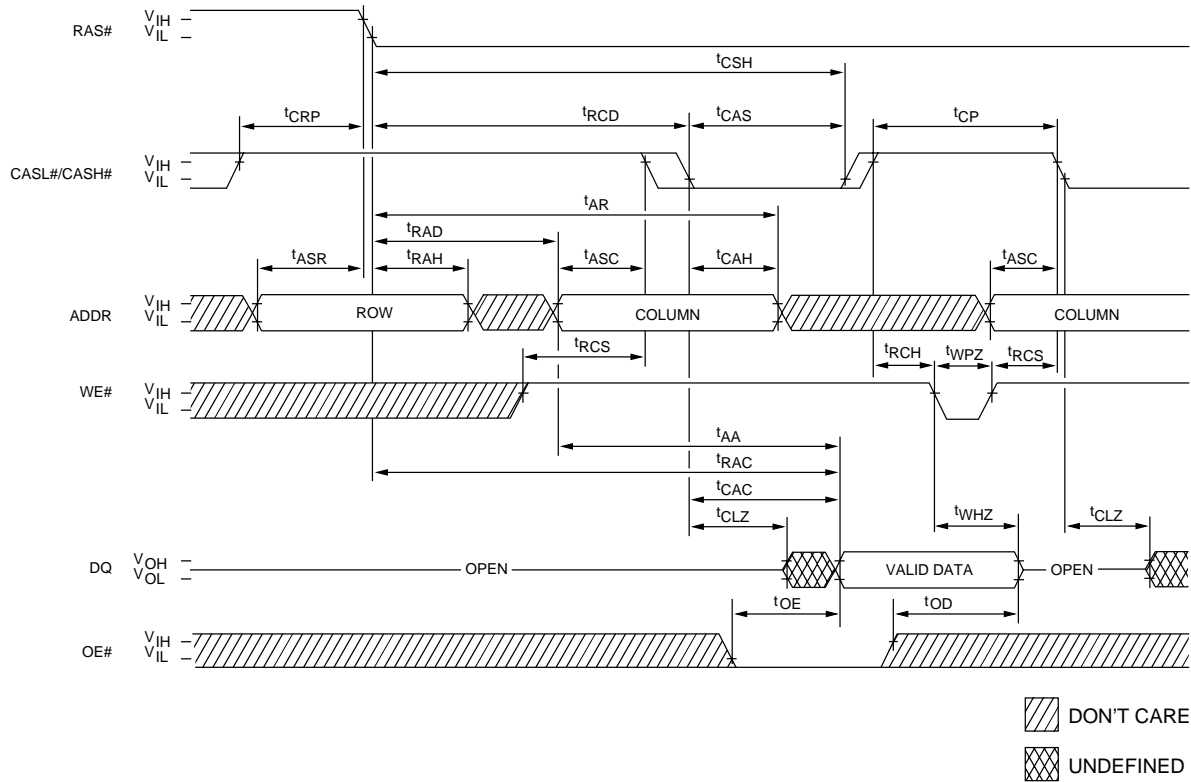 RAS#
VIH
VIL
tCSH
tCRP
tRCD
tCAS
tCP
CASL#/CASH#
VIH
VIL
tAR
tRAD
tASR
tRAH
tASC
tCAH
tASC
ADDR
VIH
VIL
ROW
COLUMN
COLUMN
tRCS
tRCH
tWPZ
tRCS
WE#
VIH
VIL
tAA
tRAC
tCAC
tCLZ
tWHZ
tCLZ
DQ
VOH
VOL
OPEN
VALID DATA
OPEN
tOE
tOD
OE#
VIH
VIL
DON'T CARE
UNDEFINED